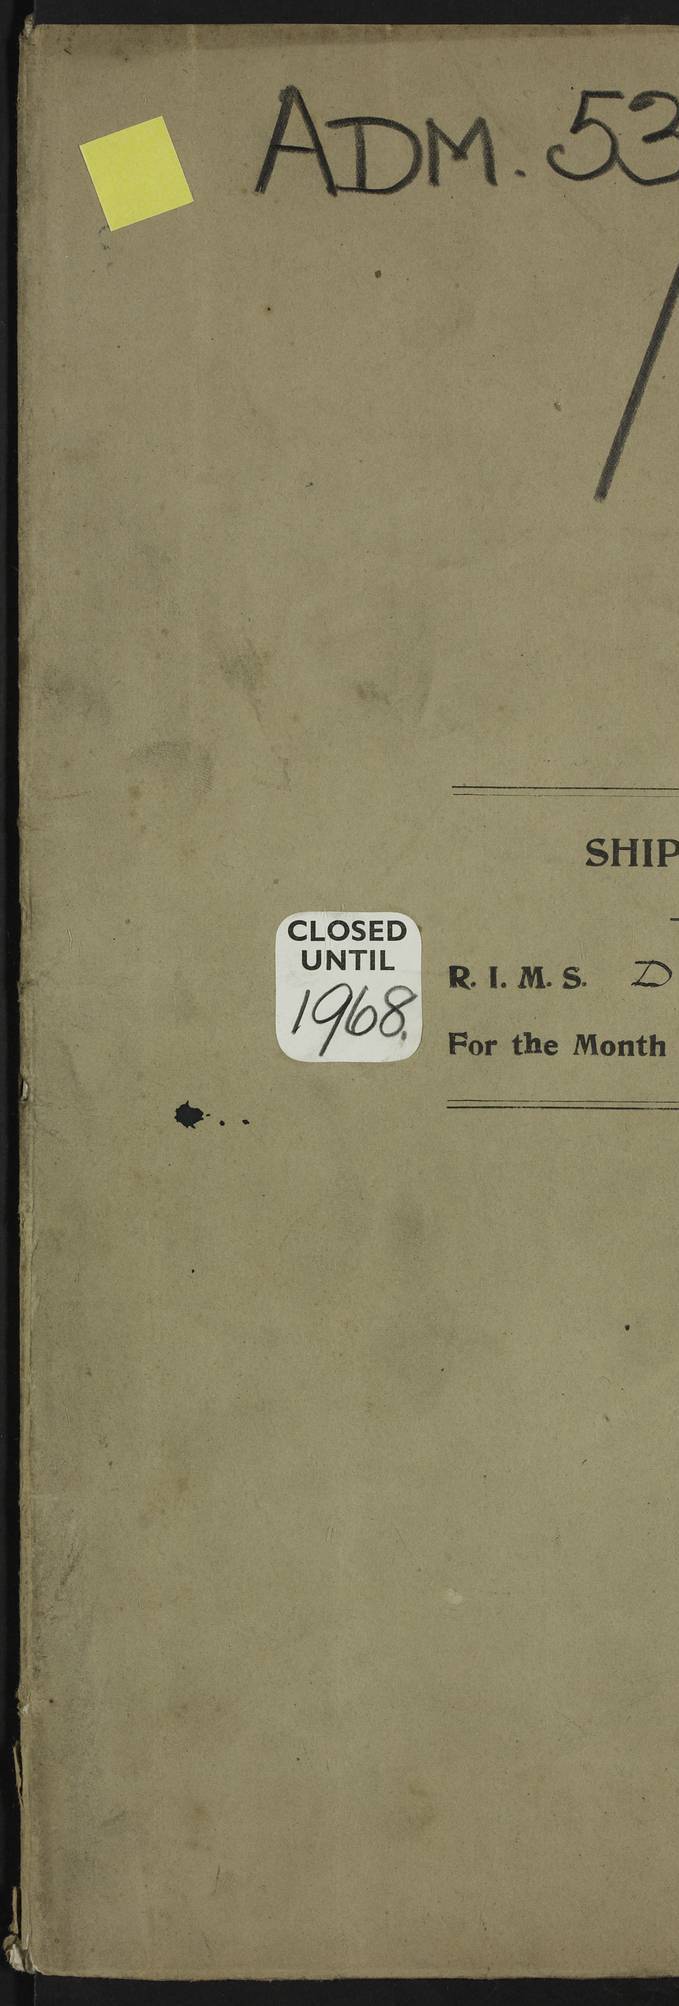 ADM. 53
/
SHIP
CLOSED
UNTIL
1968.
R. I. M. S. D
For the Month